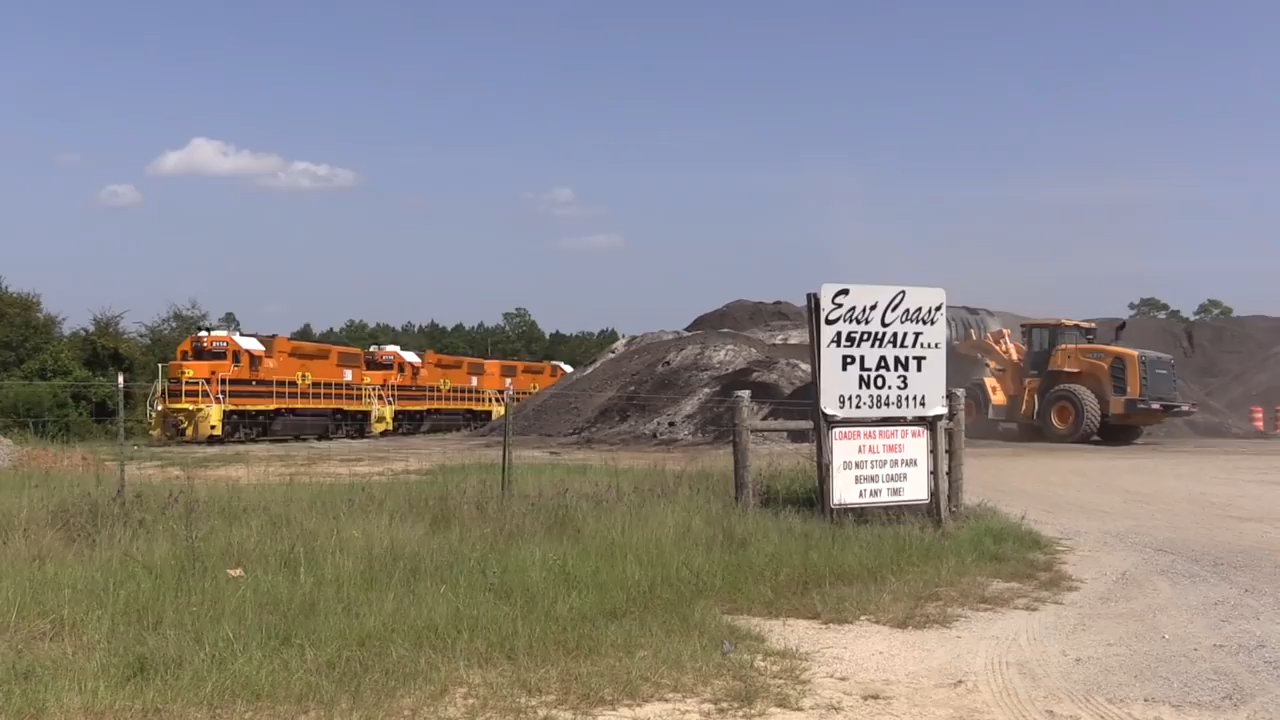 East Coast
ASPHALT LLC
PLANT
NO. 3
912-384-8114
LOADER HAS RIGHT OF WAY
AT ALL TIMES!
DO NOT STOP OR PARK
BEHIND LOADER
AT ANY TIME!
2114